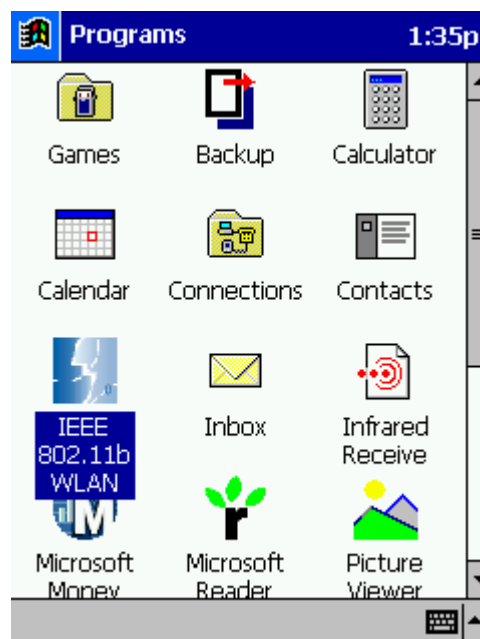 Programs 1:35p
Games Backup Calculator
Calendar Connections Contacts
IEEE 802.11b WLAN
Inbox
Infrared Receive
Microsoft Money
Microsoft Reader
Picture Viewer